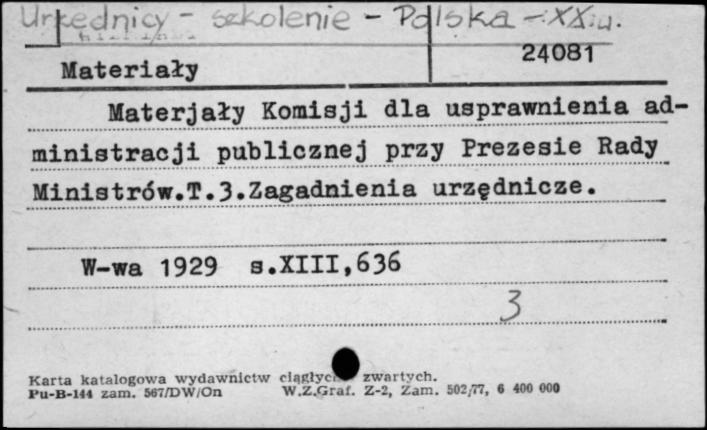 Urzędnicy - szkolenie - Polska - XX w.
24081
Materiały
Materjały Komisji dla usprawnienia ad-
ministracji publicznej przy Prezesie Rady
Ministrów.T.3.Zagadnienia urzędnicze.
W-wa 1929 s.XIII,636
3
Karta katalogowa wydawnictw ciągłych zwartych.
Pu-B-144 zam. 567/DW/On W.Z.Graf. Z-2, Zam. 502/77, 6 400 000